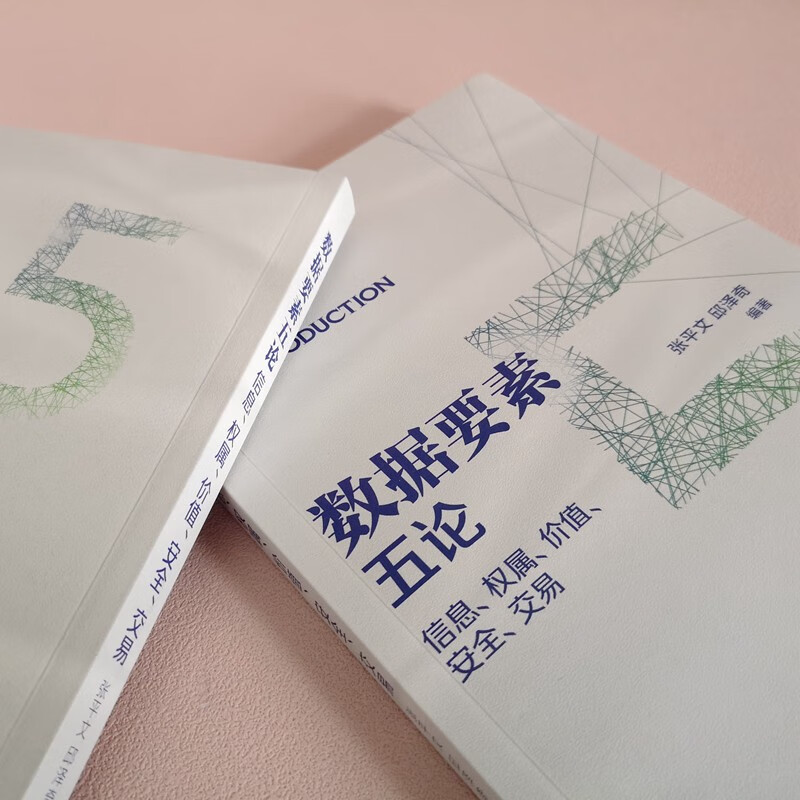 5
数据要素五论 信息、权属、价值、安全、交易
ODUCTION
张平文 邱泽奇
编著
数据要素
五论
信息、权属、价值、
安全、交易